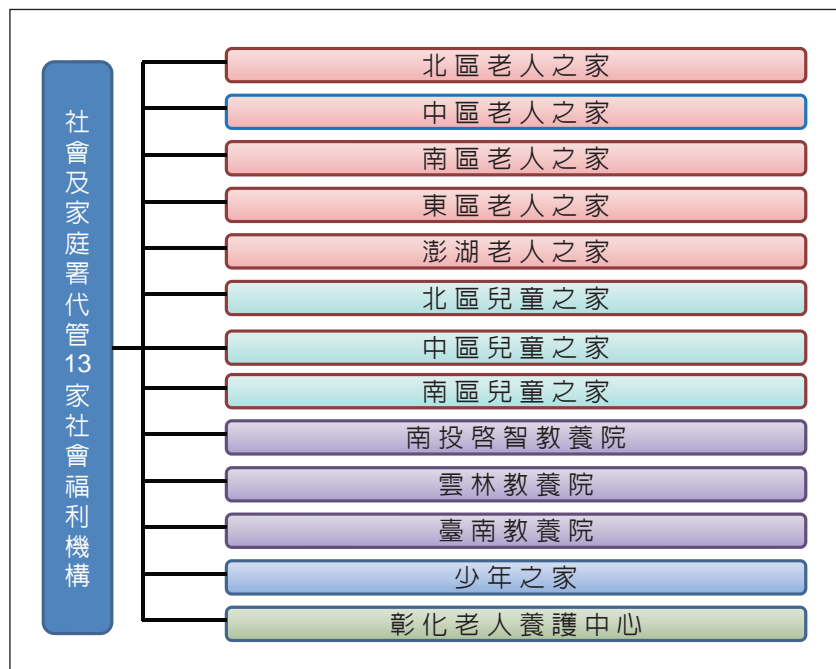 社會及家庭署代管13家社會福利機構
北區老人之家
中區老人之家
南區老人之家
東區老人之家
澎湖老人之家
北區兒童之家
中區兒童之家
南區兒童之家
南投啓智教養院
雲林教養院
臺南教養院
少年之家
彰化老人養護中心